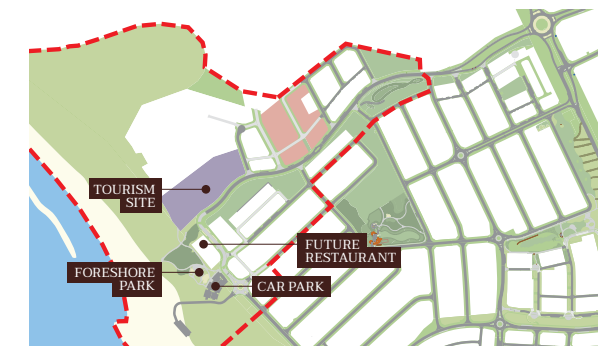 TOURISM
SITE
FUTURE
RESTAURANT
FORESHORE
PARK
CAR PARK